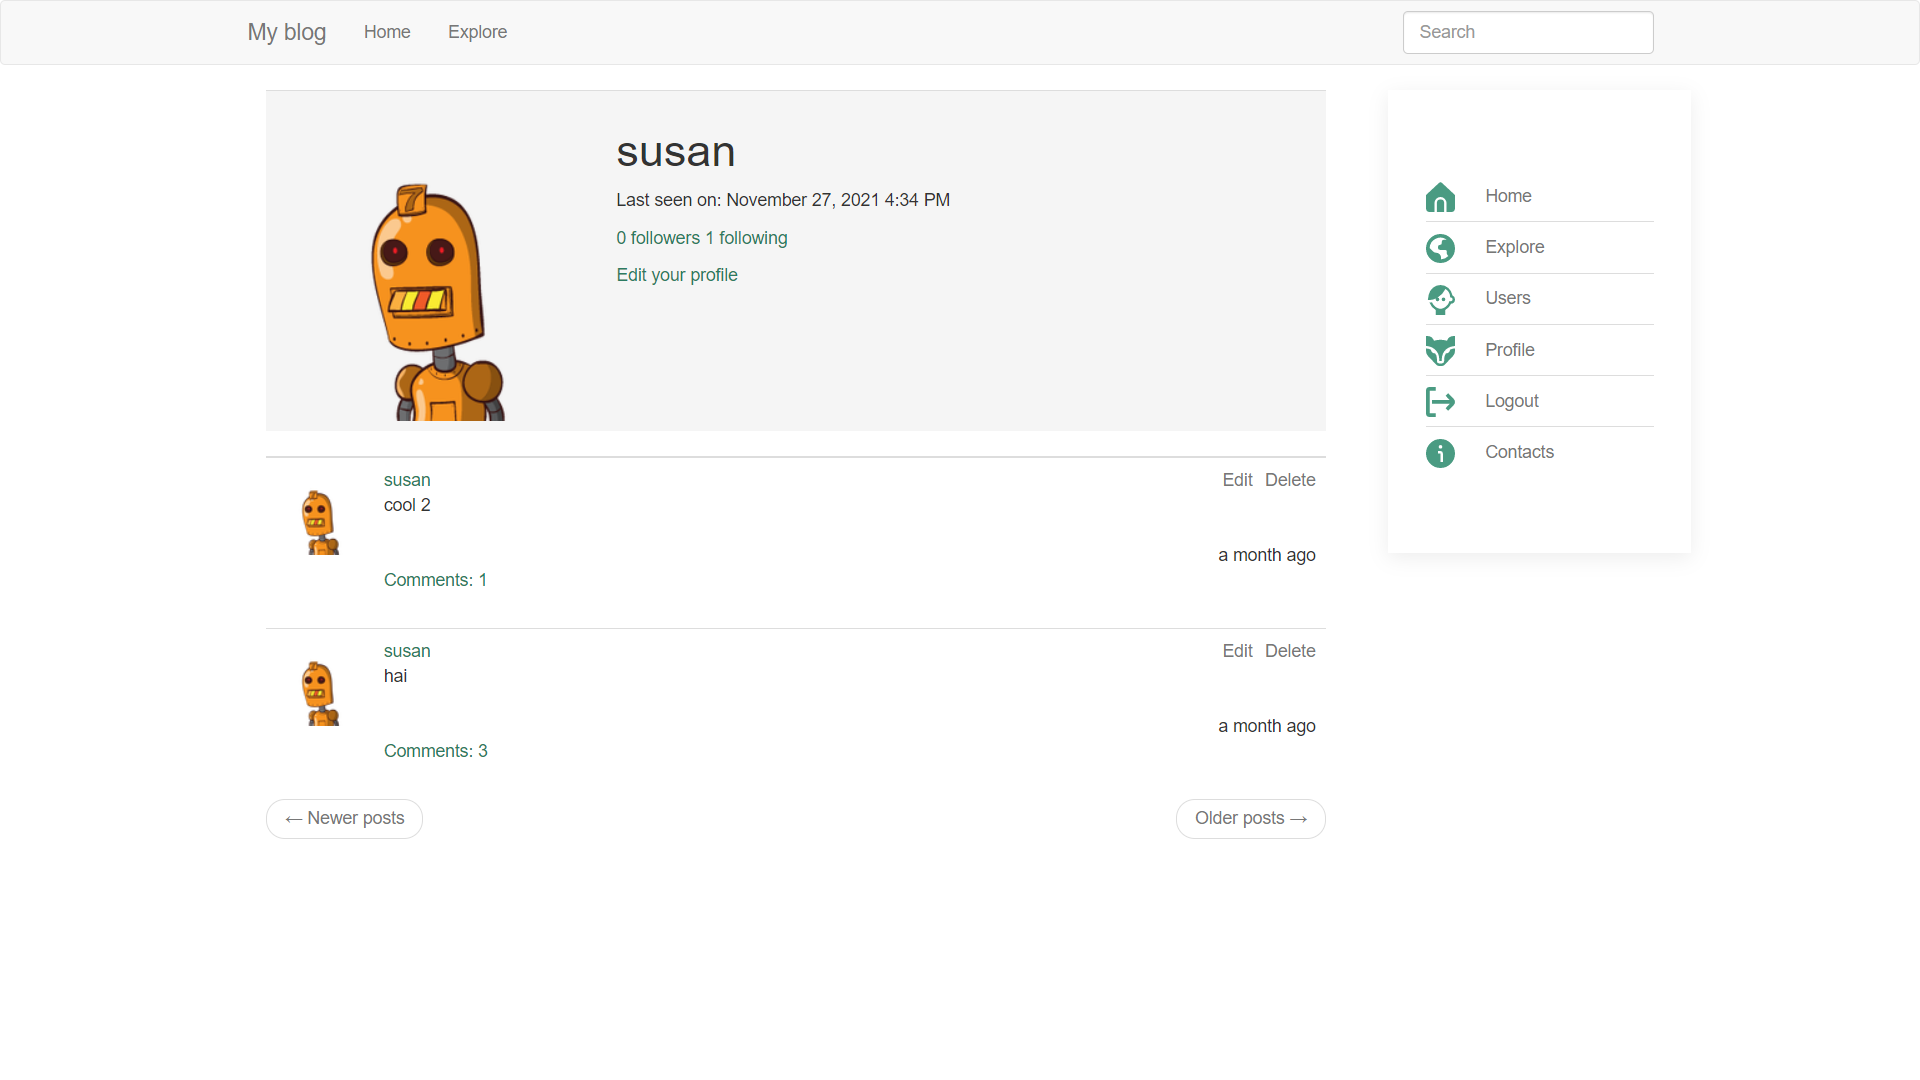 My blog Home Explore Search
susan
Last seen on: November 27, 2021 4:34 PM
0 followers 1 following
Edit your profile
7
Home
Explore
Users
Profile
Logout
Contacts
susan Edit Delete
cool 2
a month ago
Comments: 1
susan Edit Delete
hai
a month ago
Comments: 3
← Newer posts Older posts →